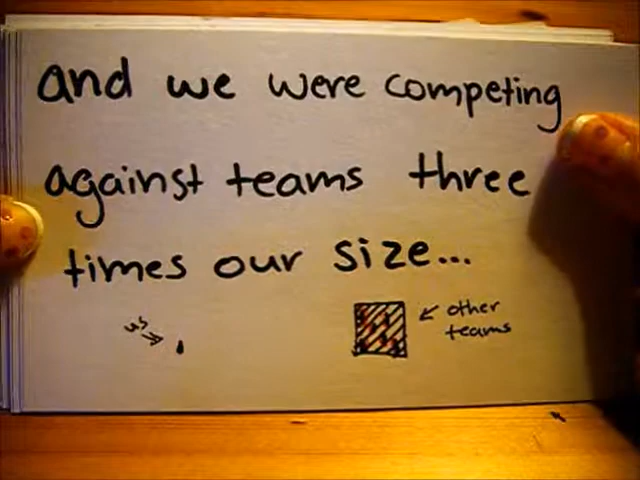 and we were competing
against teams three
times our size...
us
other
teams